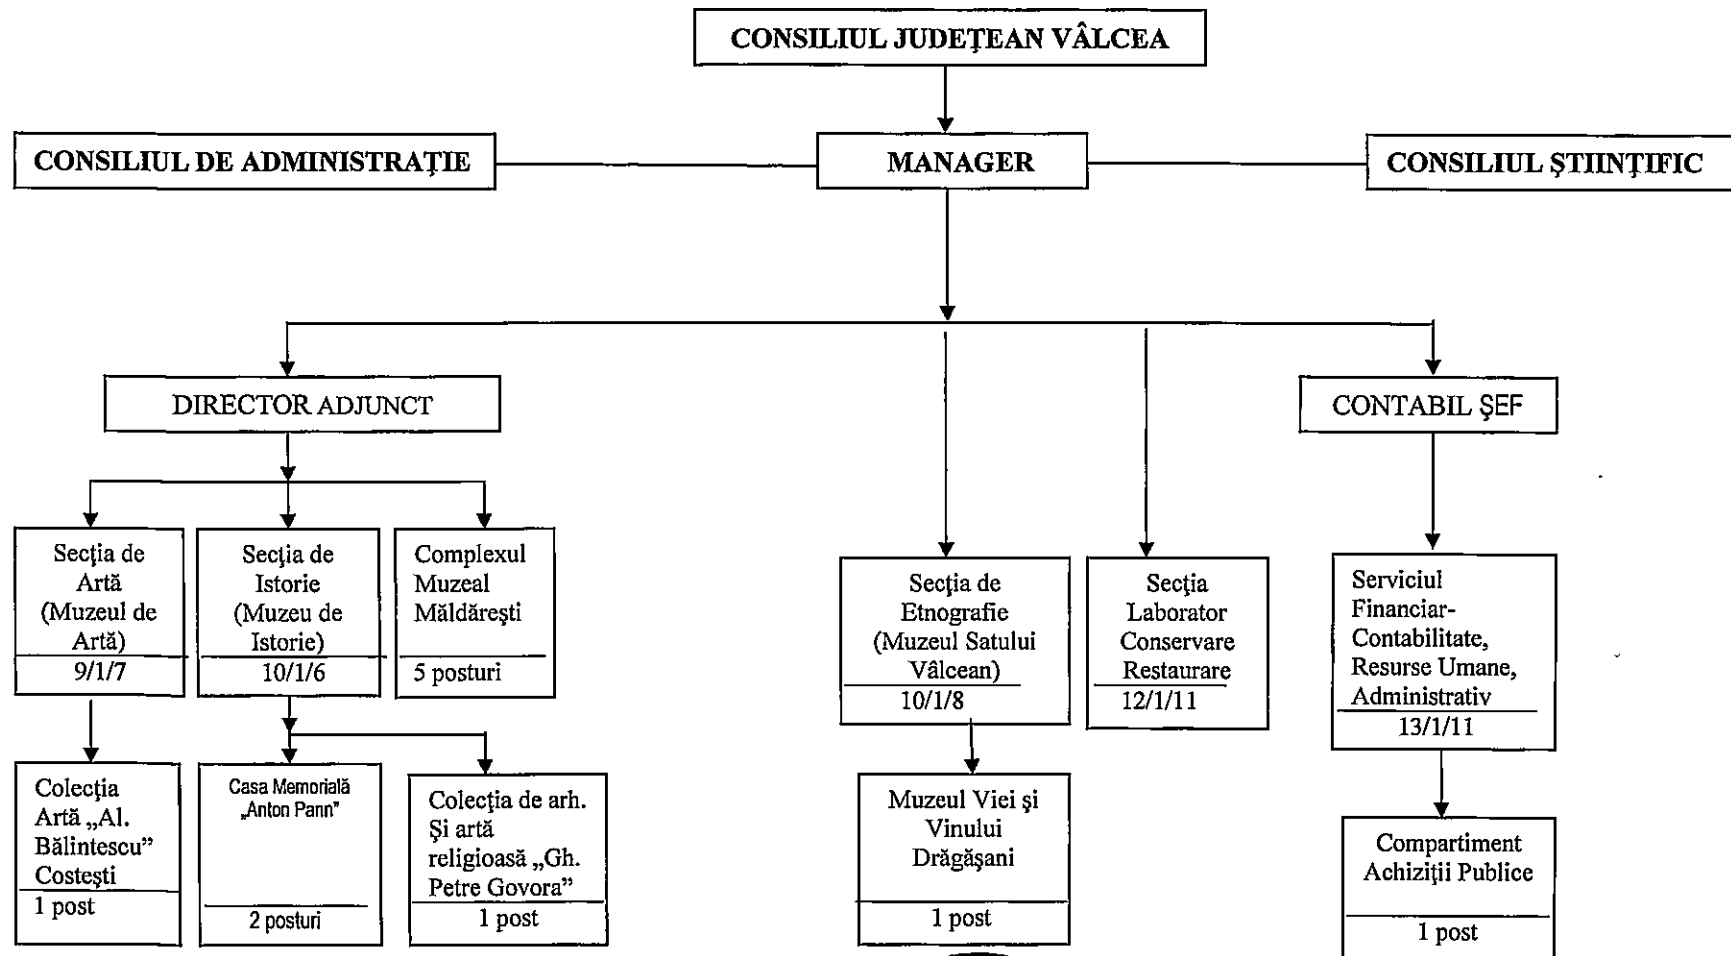 CONSILIUL JUDEŢEAN VÂLCEA
CONSILIUL DE ADMINISTRAŢIE
MANAGER
CONSILIUL ŞTIINŢIFIC
DIRECTOR ADJUNCT
CONTABIL ŞEF
Secţia de
Artă
(Muzeul de
Artă)
9/1/7
Secţia de
Istorie
(Muzeu de
Istorie)
10/1/6
Complexul
Muzeal
Măldăreşti
5 posturi
Secţia de
Etnografie
(Muzeul Satului
Vâlcean)
10/1/8
Secţia
Laborator
Conservare
Restaurare
12/1/11
Serviciul
Financiar-
Contabilitate,
Resurse Umane,
Administrativ
13/1/11
Colecţia
Artă „Al.
Bălintescu”
Costeşti
1 post
Casa Memorială
„Anton Pann”
2 posturi
Colecţia de arh.
Şi artă
religioasă „Gh.
Petre Govora”
1 post
Muzeul Viei şi
Vinului
Drăgăşani
1 post
Compartiment
Achiziţii Publice
1 post